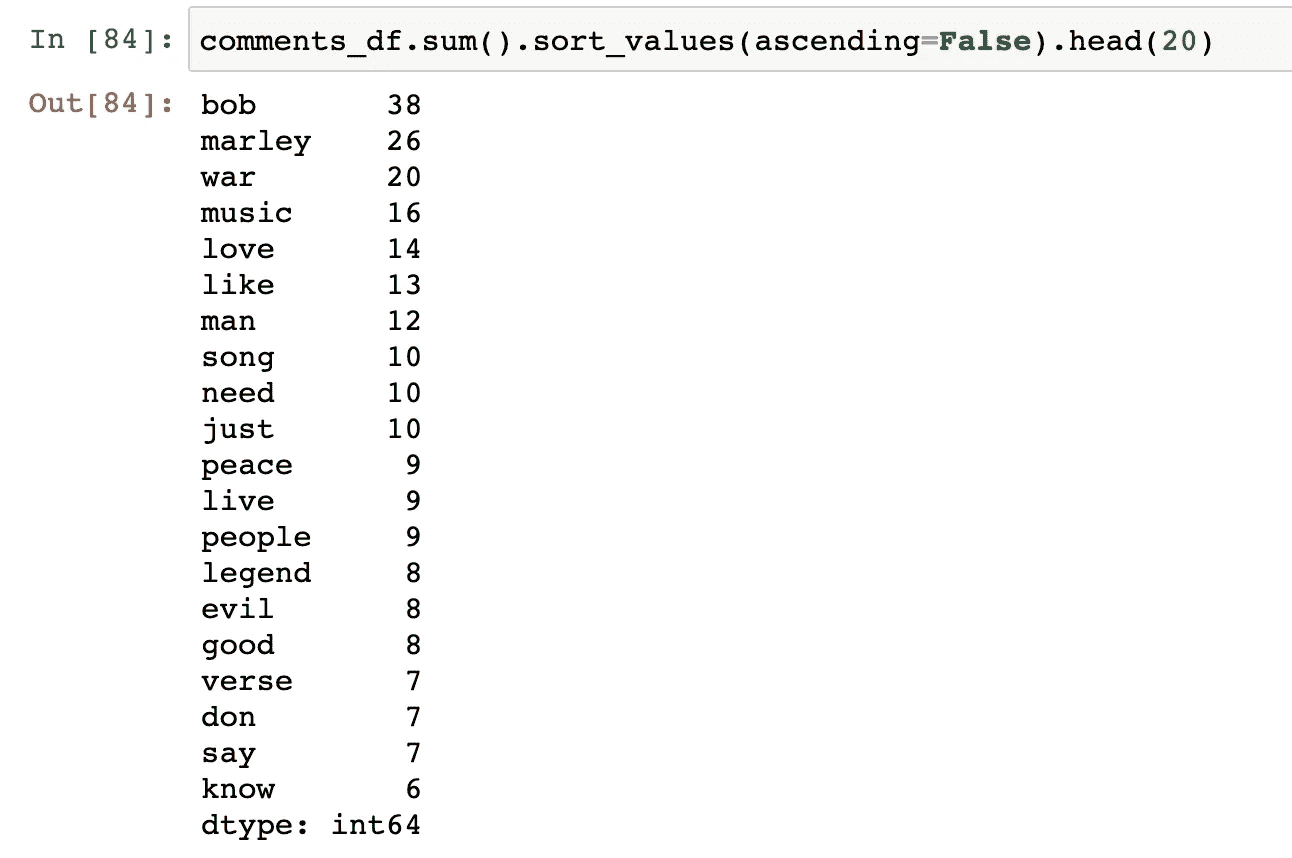 In [84]: comments_df.sum().sort_values(ascending=False).head(20)
Out[84]: bob 38
marley 26
war 20
music 16
love 14
like 13
man 12
song 10
need 10
just 10
peace 9
live 9
people 9
legend 8
evil 8
good 8
verse 7
don 7
say 7
know 6
dtype: int64